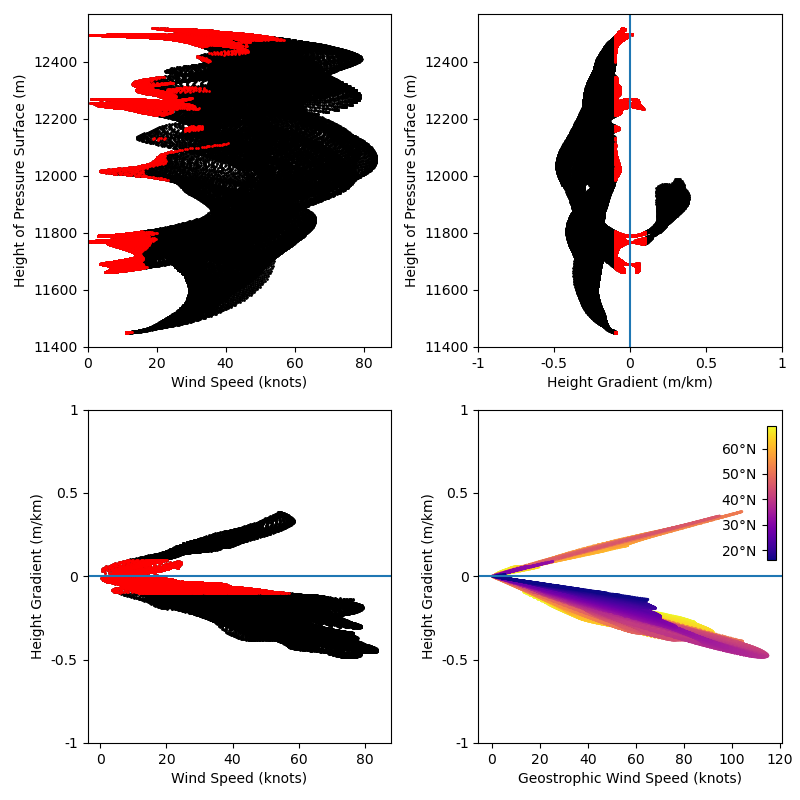 12400
12200
12000
11800
11600
11400
Height of Pressure Surface (m)
0 20 40 60 80
Wind Speed (knots)
12400
12200
12000
11800
11600
11400
Height of Pressure Surface (m)
-1 -0.5 0 0.5 1
Height Gradient (m/km)
1
0.5
0
-0.5
-1
Height Gradient (m/km)
0 20 40 60 80
Wind Speed (knots)
1
0.5
0
-0.5
-1
Height Gradient (m/km)
60°N
50°N
40°N
30°N
20°N
0 20 40 60 80 100 120
Geostrophic Wind Speed (knots)